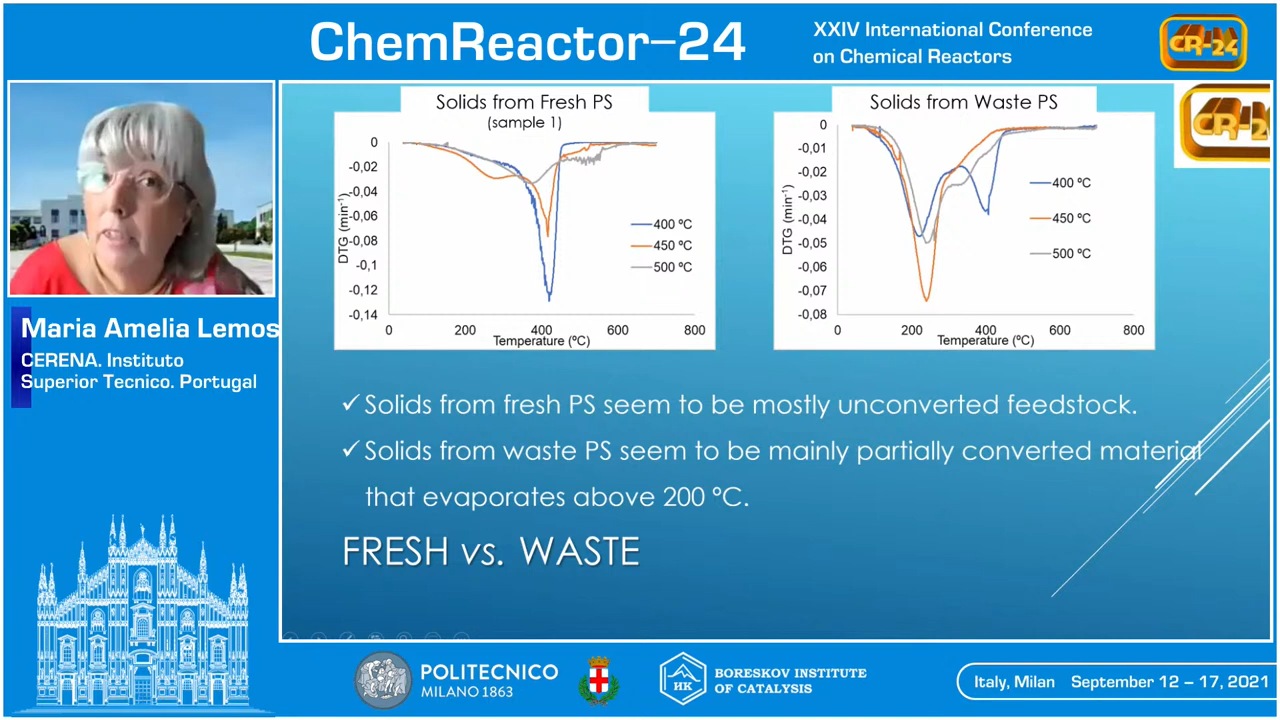 ChemReactor-24
XXIV International Conference
on Chemical Reactors
CR-24
Maria Amelia Lemos
CERENA. Instituto
Superior Tecnico. Portugal
Solids from Fresh PS
(sample 1)
0
-0,02
-0,04
-0,06
-0,08
-0,1
-0,12
-0,14
DTG (min⁻¹)
0 200 400 600 800
Temperature (ºC)
400 ºC
450 ºC
500 ºC
Solids from Waste PS
0
-0,01
-0,02
-0,03
-0,04
-0,05
-0,06
-0,07
-0,08
DTG (min⁻¹)
0 200 400 600 800
Temperature (ºC)
400 ºC
450 ºC
500 ºC
CR-2
✓ Solids from fresh PS seem to be mostly unconverted feedstock.
✓ Solids from waste PS seem to be mainly partially converted material
that evaporates above 200 ºC.
FRESH vs. WASTE
POLITECNICO
MILANO 1863
НК
BORESKOV INSTITUTE
OF CATALYSIS
Italy, Milan September 12 – 17, 2021